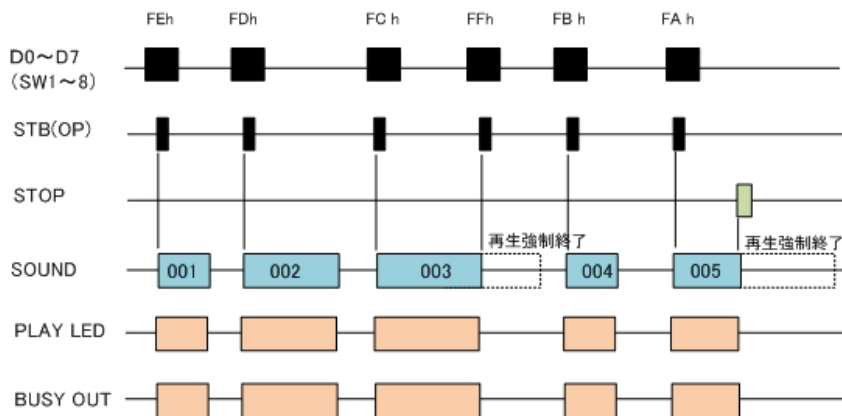 FEh FDh FC h FFh FB h FA h
D0～D7
(SW1～8)
STB(OP)
STOP
再生強制終了
再生強制終了
SOUND 001 002 003 004 005
PLAY LED
BUSY OUT